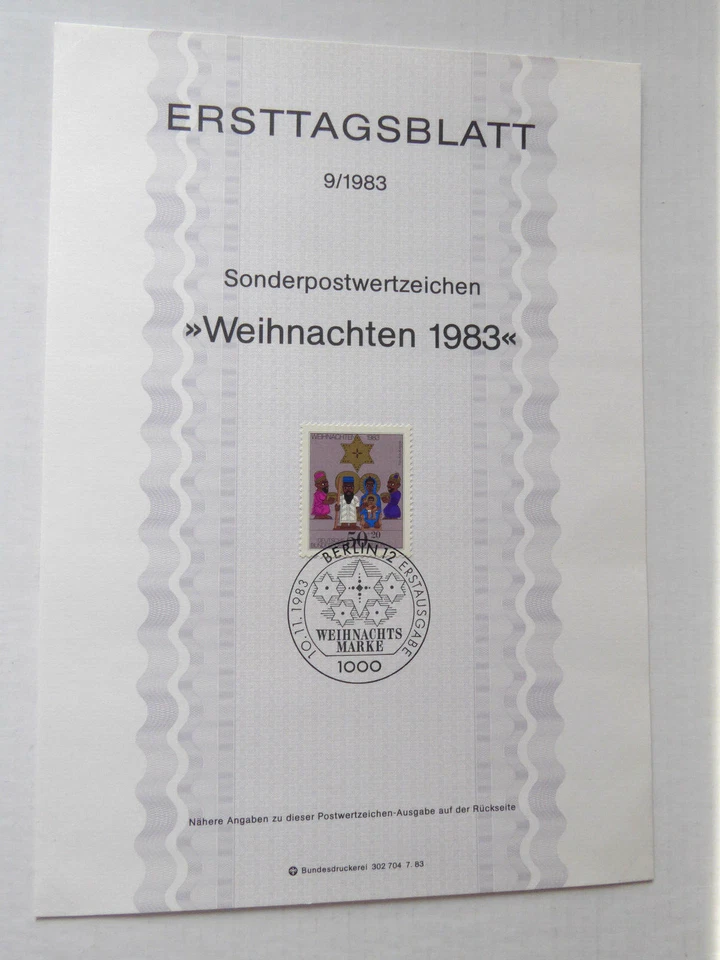 ERSTTAGSBLATT
9/1983
Sonderpostwertzeichen
»Weihnachten 1983«
WEIHNACHTEN 1983
50 20
BERLIN 12
10.11.1983
ERSTAUSGABE
WEIHNACHTS
MARKE
1000
Nähere Angaben zu dieser Postwertzeichen-Ausgabe auf der Rückseite
Bundesdruckerei 302 704 7. 83